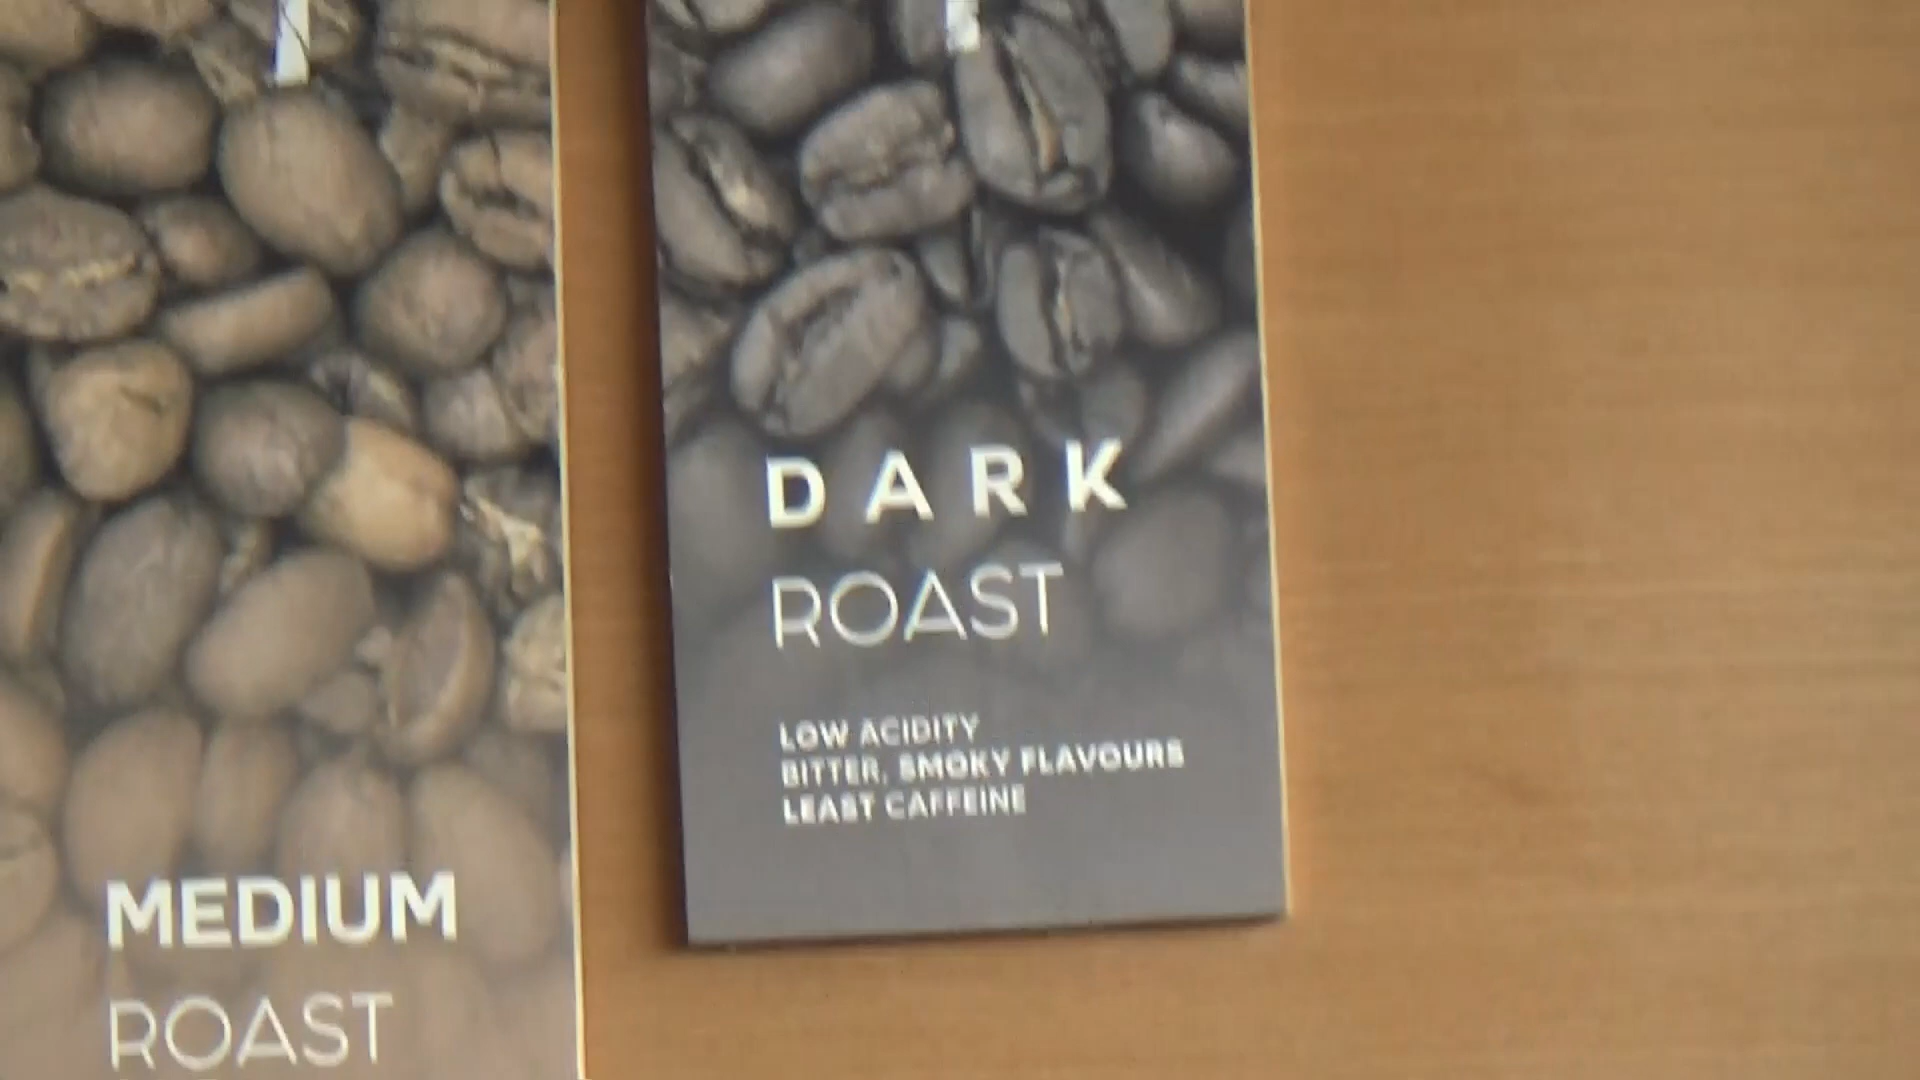 DARK
ROAST
LOW ACIDITY
BITTER, SMOKY FLAVOURS
LEAST CAFFEINE
MEDIUM
ROAST